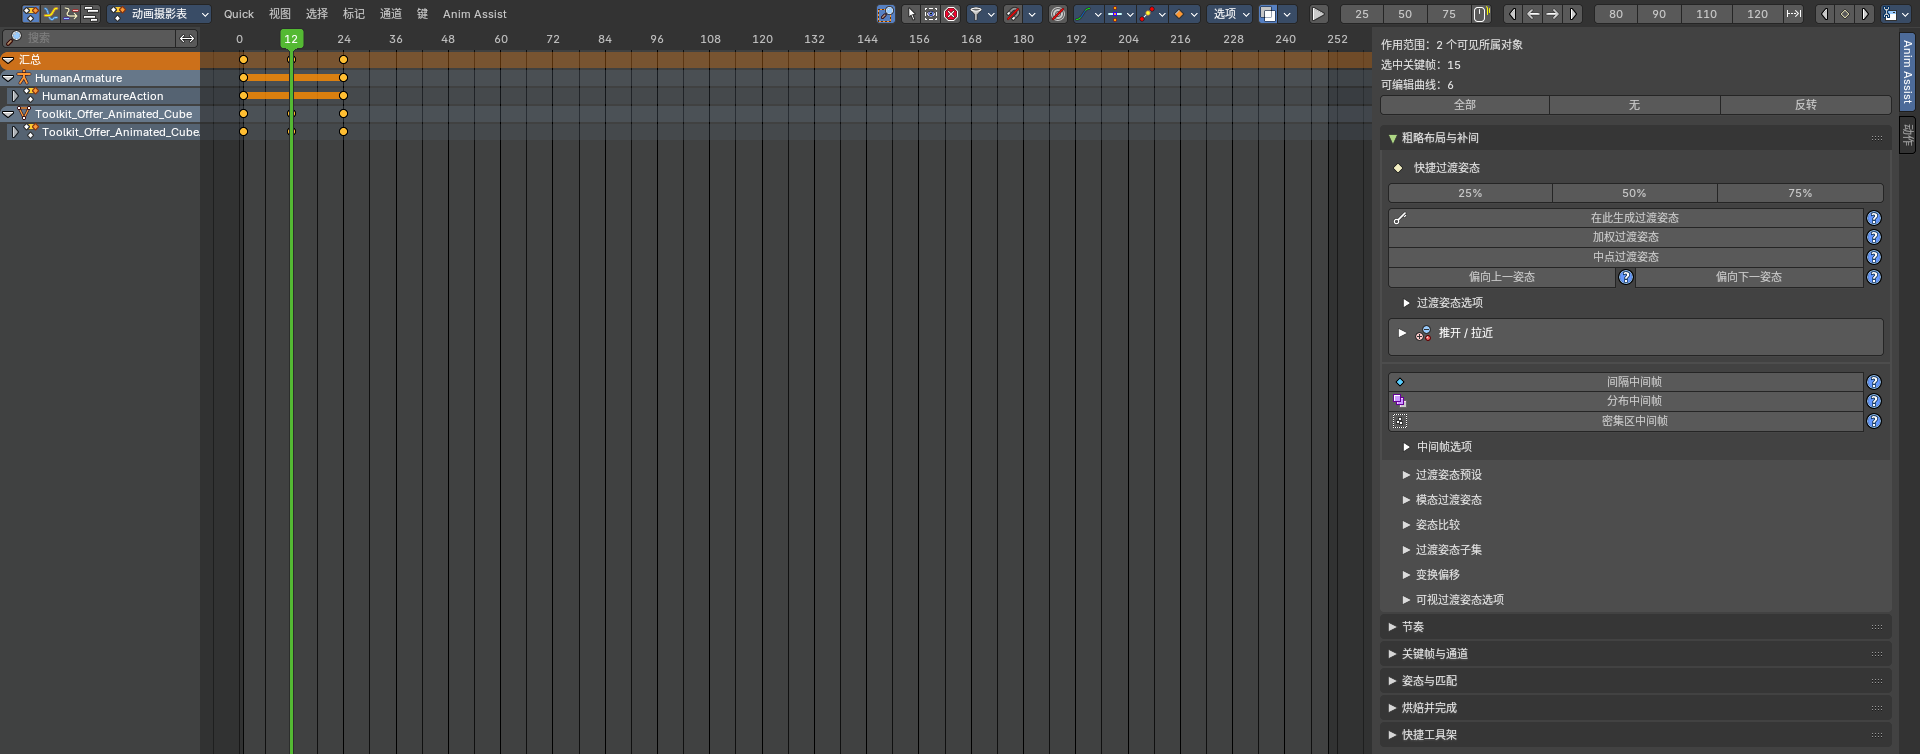 动画摄影表 Quick 视图 选择 标记 通道 键 Anim Assist 选项 25 50 75 80 90 110 120
搜索
0 12 24 36 48 60 72 84 96 108 120 132 144 156 168 180 192 204 216 228 240 252
汇总
HumanArmature
HumanArmatureAction
Toolkit_Offer_Animated_Cube
Toolkit_Offer_Animated_Cube
作用范围：2 个可见所属对象
选中关键帧：15
可编辑曲线：6
全部 无 反转
粗略布局与补间
快捷过渡姿态
25% 50% 75%
在此生成过渡姿态
加权过渡姿态
中点过渡姿态
偏向上一姿态 偏向下一姿态
过渡姿态选项
推开 / 拉近
间隔中间帧
分布中间帧
密集区中间帧
中间帧选项
过渡姿态预设
模态过渡姿态
姿态比较
过渡姿态子集
变换偏移
可视过渡姿态选项
节奏
关键帧与通道
姿态与匹配
烘焙并完成
快捷工具架
Anim Assist
动作